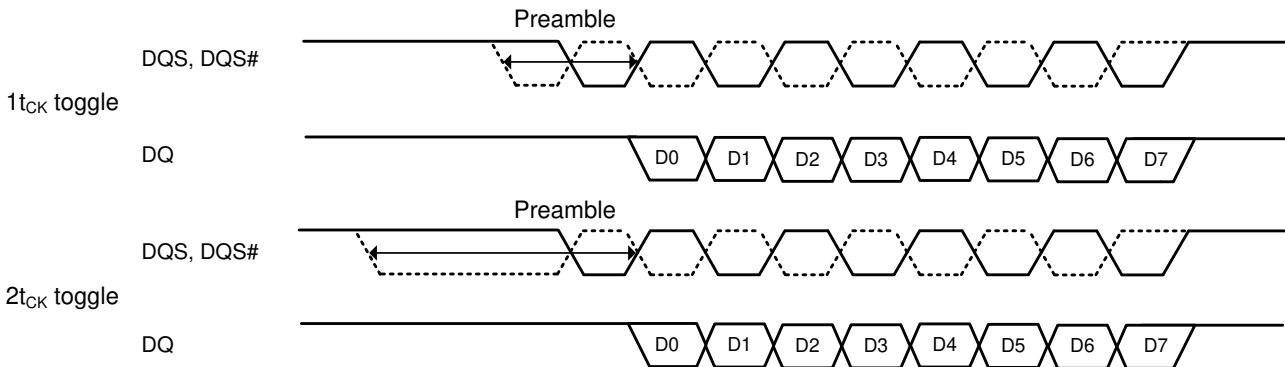 Preamble
DQS, DQS#
1tCK toggle
DQ
D0 D1 D2 D3 D4 D5 D6 D7
Preamble
DQS, DQS#
2tCK toggle
DQ
D0 D1 D2 D3 D4 D5 D6 D7